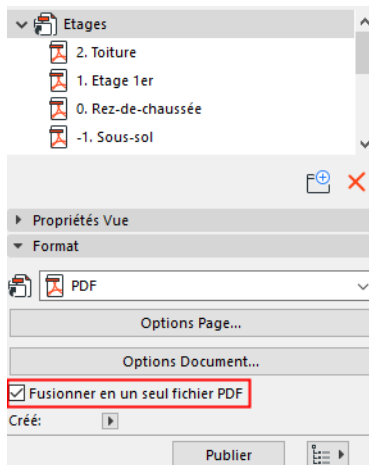 Etages
2. Toiture
1. Etage 1er
0. Rez-de-chaussée
-1. Sous-sol
Propriétés Vue
Format
PDF
Options Page...
Options Document...
Fusionner en un seul fichier PDF
Créé:
Publier